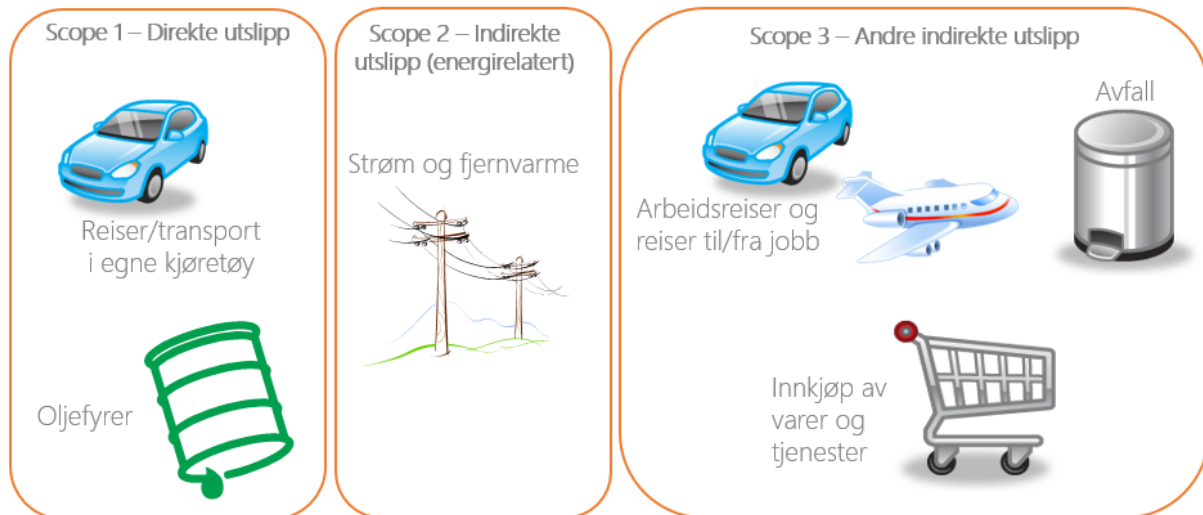 Scope 1 – Direkte utslipp
Reiser/transport
i egne kjøretøy
Oljefyrer
Scope 2 – Indirekte
utslipp (energirelatert)
Strøm og fjernvarme
Scope 3 – Andre indirekte utslipp
Arbeidsreiser og
reiser til/fra jobb
Avfall
Innkjøp av
varer og
tjenester